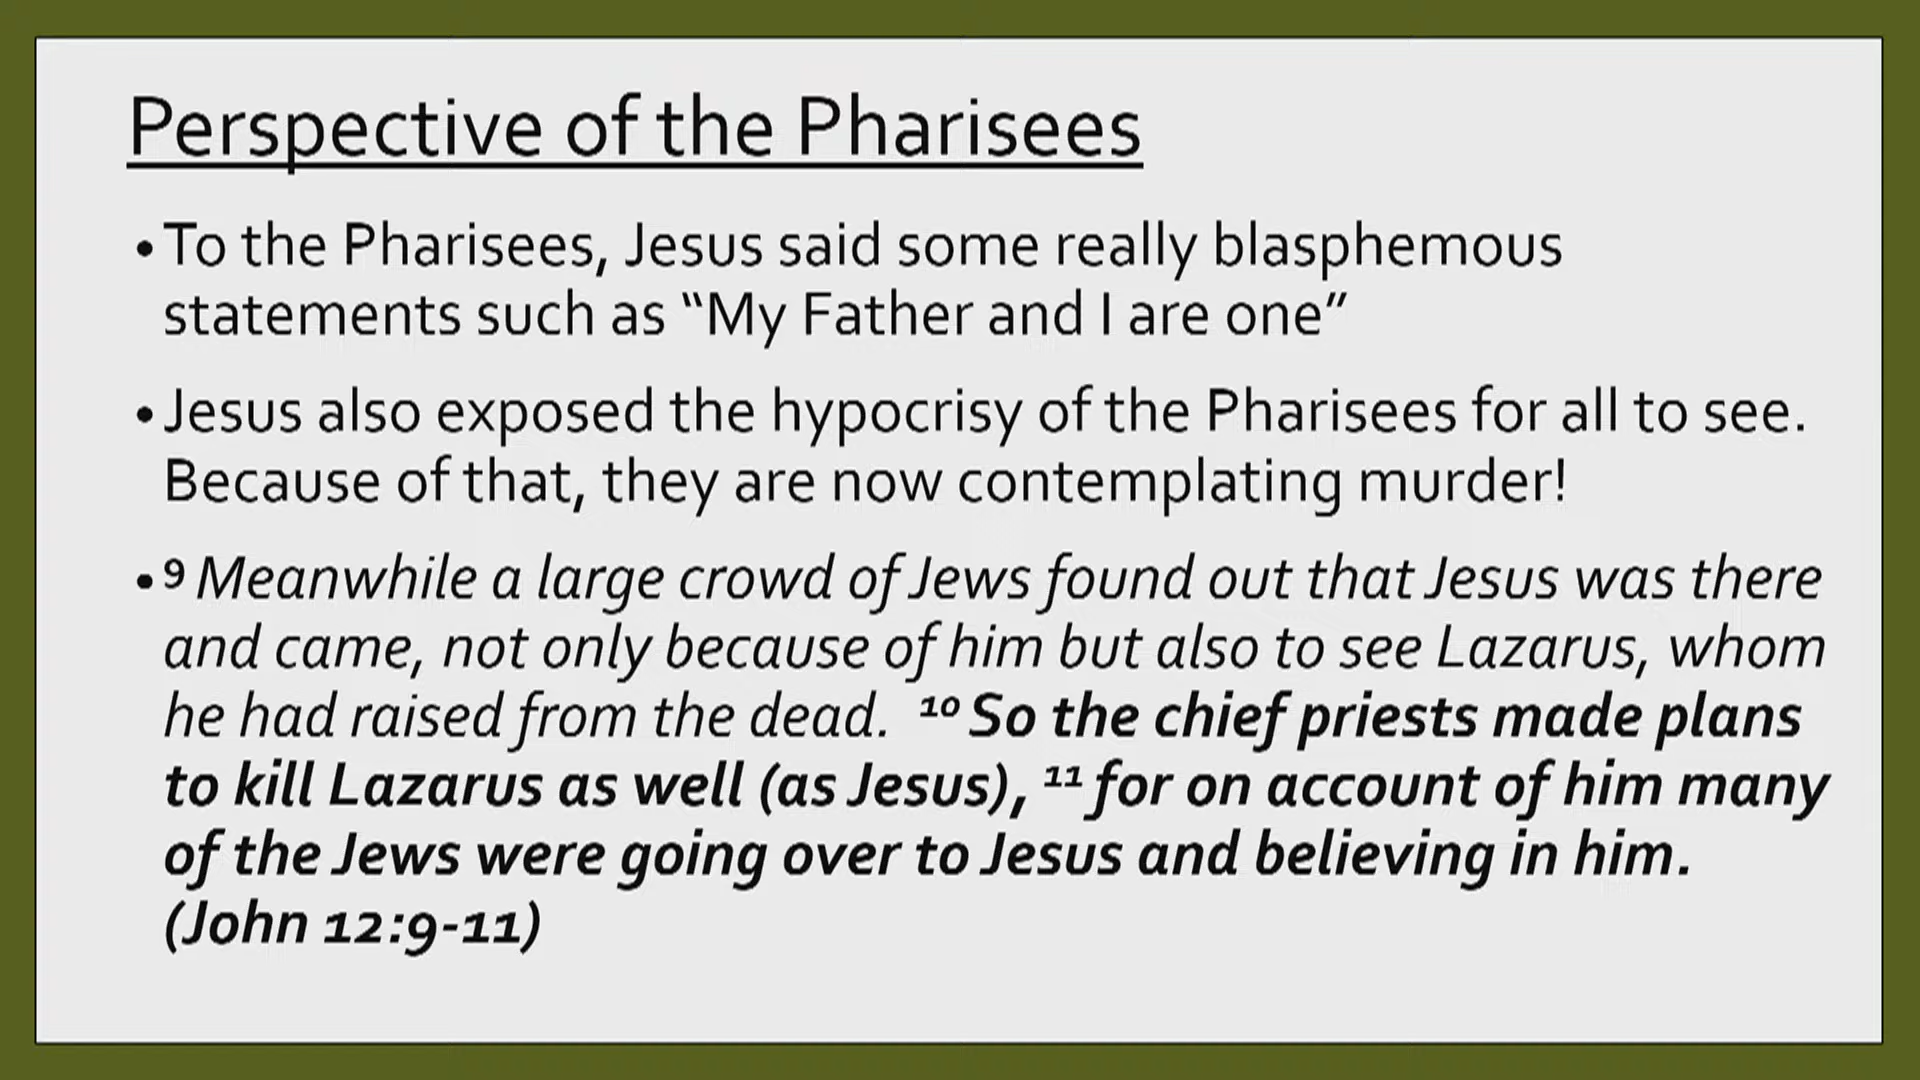 Perspective of the Pharisees
•To the Pharisees, Jesus said some really blasphemous
statements such as “My Father and I are one”
•Jesus also exposed the hypocrisy of the Pharisees for all to see.
Because of that, they are now contemplating murder!
•9 Meanwhile a large crowd of Jews found out that Jesus was there
and came, not only because of him but also to see Lazarus, whom
he had raised from the dead. 10 So the chief priests made plans
to kill Lazarus as well (as Jesus), 11 for on account of him many
of the Jews were going over to Jesus and believing in him.
(John 12:9-11)